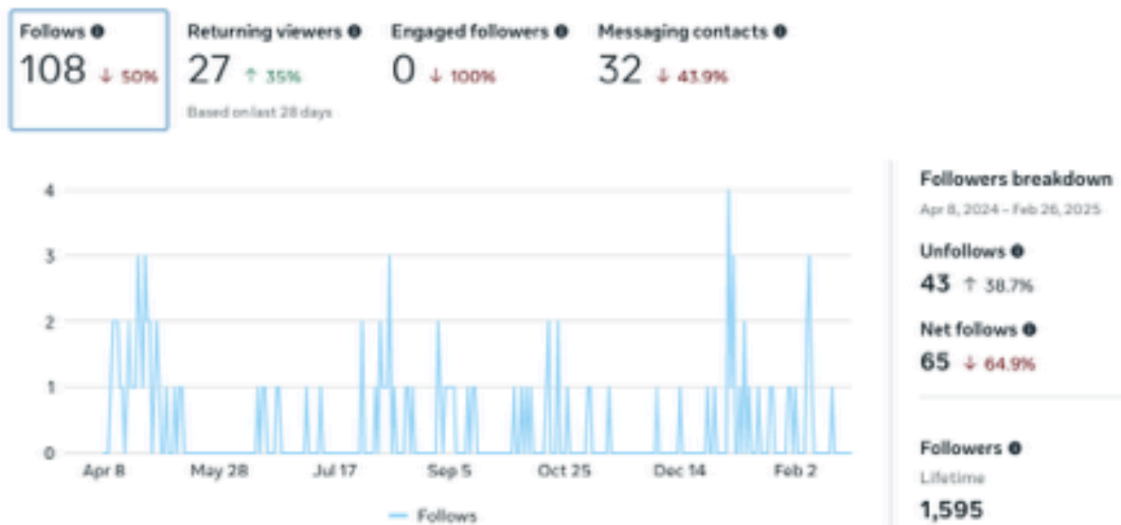 Follows Returning viewers Engaged followers Messaging contacts
108 ↓ 50% 27 ↑ 35% 0 ↓ 100% 32 ↓ 43.9%
Based on last 28 days
Followers breakdown
Apr 8, 2024 – Feb 26, 2025
Unfollows
43 ↑ 38.7%
Net follows
65 ↓ 64.9%
Followers
Lifetime
1,595
4
3
2
1
0
Apr 8 May 28 Jul 17 Sep 5 Oct 25 Dec 14 Feb 2
Follows